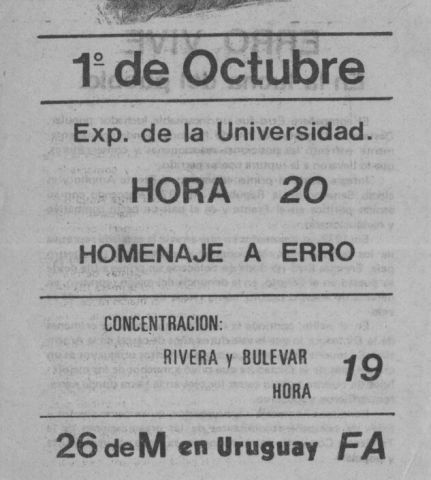 1º de Octubre
Exp. de la Universidad.
HORA 20
HOMENAJE A ERRO
CONCENTRACION:
RIVERA y BULEVAR
HORA 19
26 de M en Uruguay FA